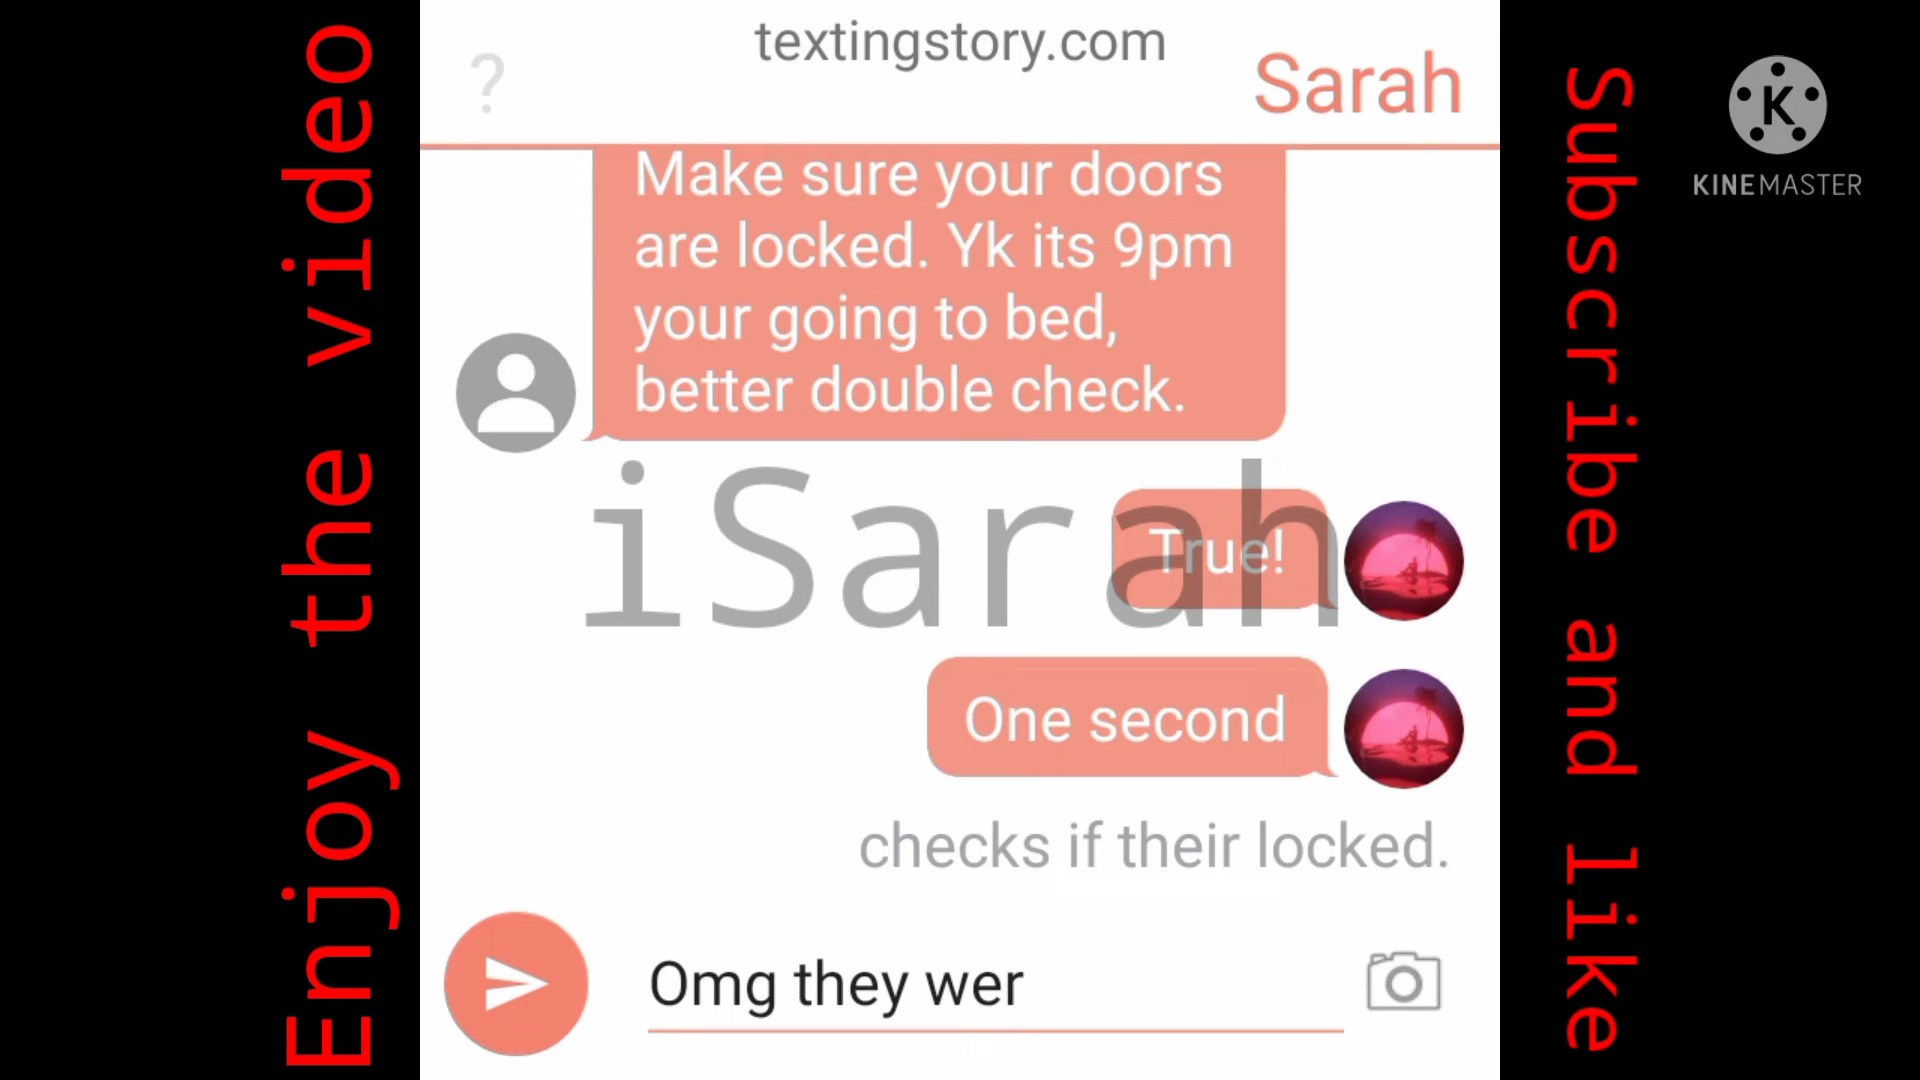 textingstory.com
?
Sarah
K
KINEMASTER
Enjoy the video
Make sure your doors
are locked. Yk its 9pm
your going to bed,
better double check.
iSarah
True!
One second
checks if their locked.
Omg they wer
Subscribe and like